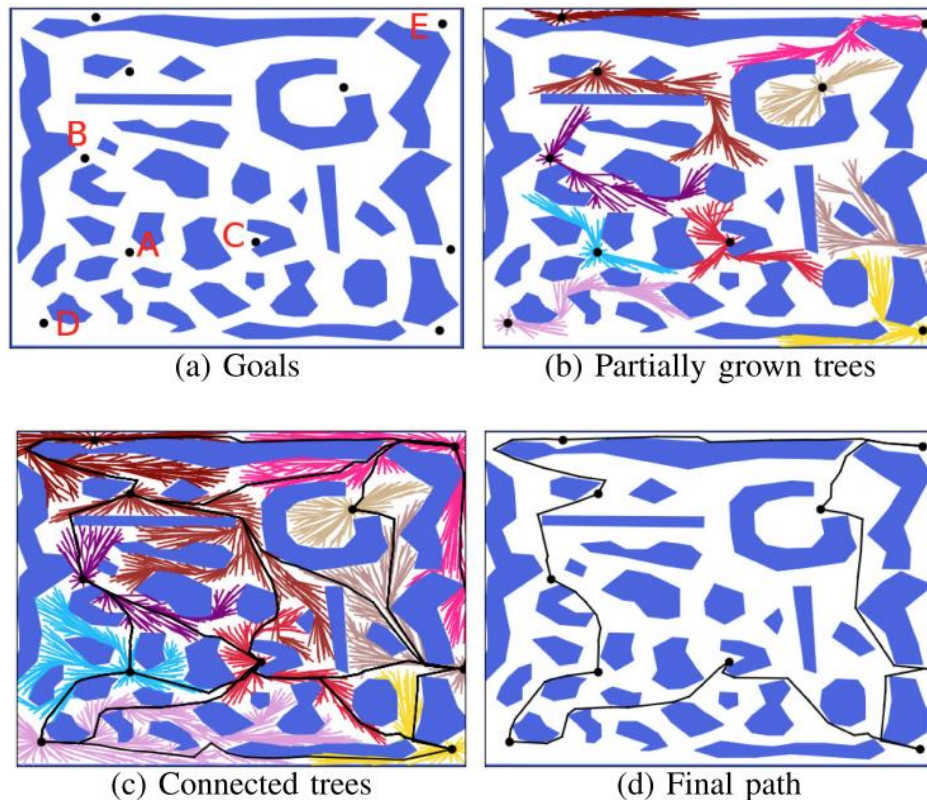 E
B
A
C
D
(a) Goals
(b) Partially grown trees
(c) Connected trees
(d) Final path